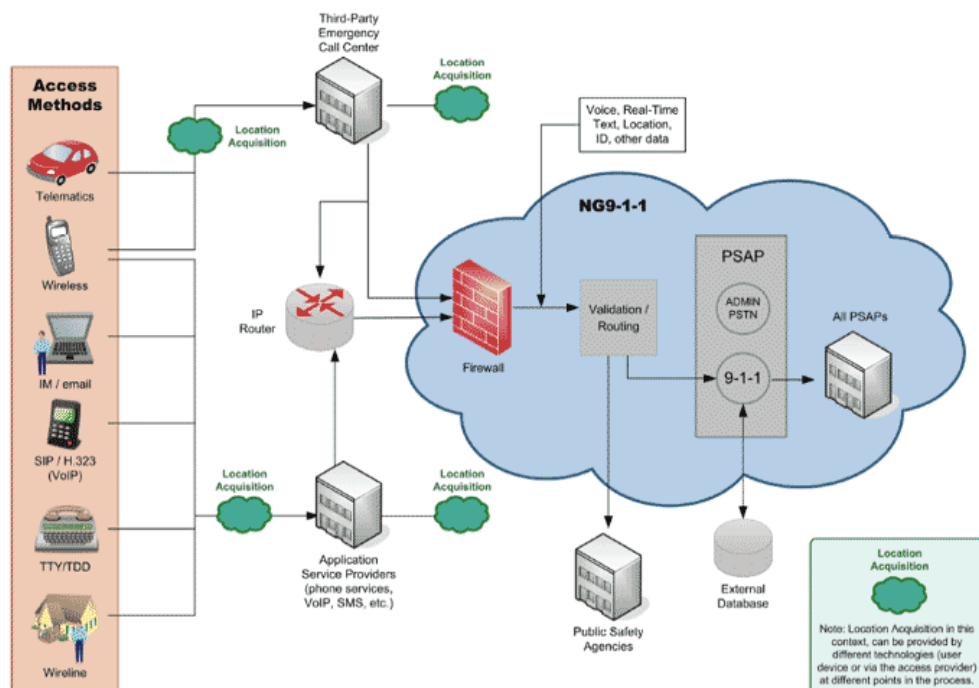 Third-Party
Emergency
Call Center
Access
Methods
Location
Acquisition
Location
Acquisition
Voice, Real-Time
Text, Location,
ID, other data
Telematics
NG9-1-1
Wireless
PSAP
IP
Router
Validation /
Routing
ADMIN
PSTN
All PSAPs
Firewall
9-1-1
IM / email
SIP / H.323
(VoIP)
Location
Acquisition
Location
Acquisition
TTY/TDD
Application
Service Providers
(phone services,
VoIP, SMS, etc.)
External
Database
Public Safety
Agencies
Wireline
Location
Acquisition
Note: Location Acquisition in this
context, can be provided by
different technologies (user
device or via the access provider)
at different points in the process.